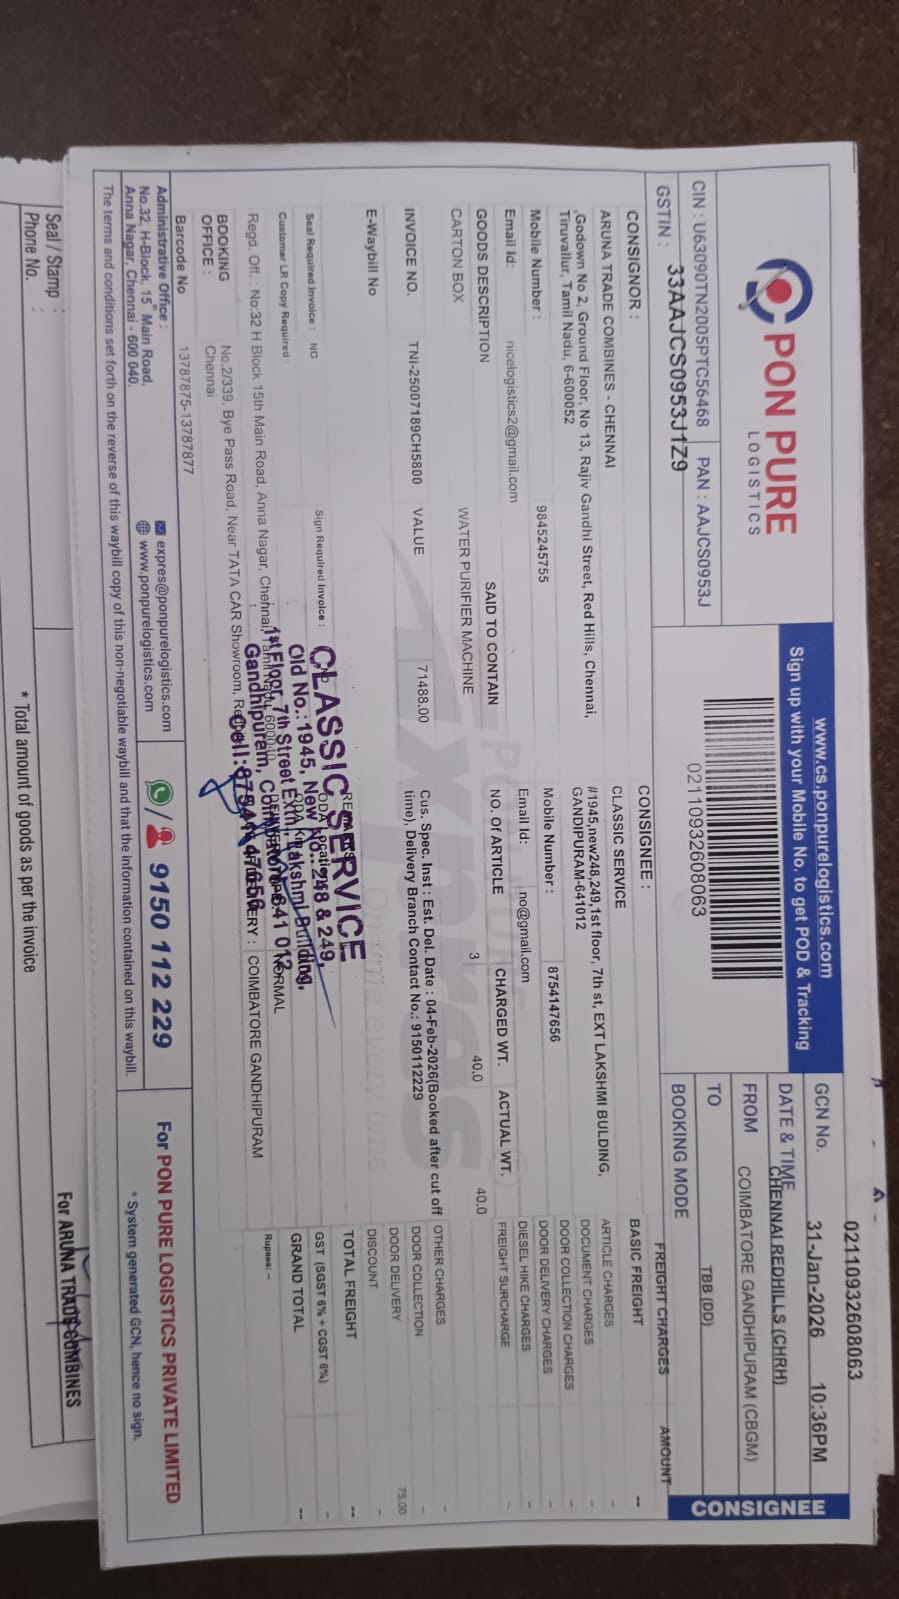 PON PURE
LOGISTICS
CIN : U63090TN2005PTC56468 PAN : AAJCS0953J
GSTIN : 33AAJCS0953J1Z9
www.cs.ponpurelogistics.com
Sign up with your Mobile No. to get POD & Tracking
021109932608063
GCN No. 021109932608063
DATE & TIME 31-Jan-2026 10:36PM
FROM CHENNAI REDHILLS (CHRH)
TO COIMBATORE GANDHIPURAM (CBGM)
BOOKING MODE TBB (DD)
CONSIGNEE
CONSIGNOR :
ARUNA TRADE COMBINES - CHENNAI
,Godown No 2, Ground Floor, No 13, Rajiv Gandhi Street, Red Hills, Chennai,
Tiruvallur, Tamil Nadu, 6-600052
Mobile Number : 9845245755
Email Id: nicelogistics2@gmail.com
CONSIGNEE :
CLASSIC SERVICE
#1945,new248,249,1st floor, 7th st, EXT LAKSHMI BULDING,
GANDIPURAM-641012
Mobile Number : 8754147656
Email Id: no@gmail.com
GOODS DESCRIPTION SAID TO CONTAIN NO. OF ARTICLE CHARGED WT. ACTUAL WT.
CARTON BOX WATER PURIFIER MACHINE 3 40.0 40.0
INVOICE NO. TNI-25007189CH5800 VALUE 71488.00
Cus. Spec. Inst : Est. Del. Date : 04-Feb-2026(Booked after cut off
time), Delivery Branch Contact No.: 9150112229
E-Waybill No
Seal Required Invoice : NO Sign Required Invoice :
Customer LR Copy Required :
NORMAL
Regd. Off. : No.32 H Block 15th Main Road, Anna Nagar, Chennai, Tamil Nadu, 600040
BOOKING OFFICE : No.2/339, Bye Pass Road, Near TATA CAR Showroom,
Chennai
COIMBATORE GANDHIPURAM
Barcode No 13787875-13787877
CLASSIC SERVICE
Old No.:1945, New No.: 248 & 249,
1st Floor, 7th Street Extn., Lakshmi Building,
Gandhipuram, Coimbatore-641 012
Cell:8754147656
FREIGHT CHARGES AMOUNT
BASIC FREIGHT --
ARTICLE CHARGES -
DOCUMENT CHARGES -
DOOR COLLECTION CHARGES -
DOOR DELIVERY CHARGES -
DIESEL HIKE CHARGES -
FREIGHT SURCHARGE -
OTHER CHARGES -
DOOR COLLECTION -
DOOR DELIVERY 75.00
DISCOUNT -
TOTAL FREIGHT --
GST (SGST 6% + CGST 6%) -
GRAND TOTAL --
Rupees: --
Administrative Office :
No.32, H-Block, 15th Main Road,
Anna Nagar, Chennai - 600 040.
expres@ponpurelogistics.com
www.ponpurelogistics.com
9150 112 229
For PON PURE LOGISTICS PRIVATE LIMITED
* System generated GCN, hence no sign.
The terms and conditions set forth on the reverse of this waybill copy of this non-negotiable waybill and that the information contained on this waybill.
For ARUNA TRADE COMBINES
Seal / Stamp :
Phone No. :
* Total amount of goods as per the invoice